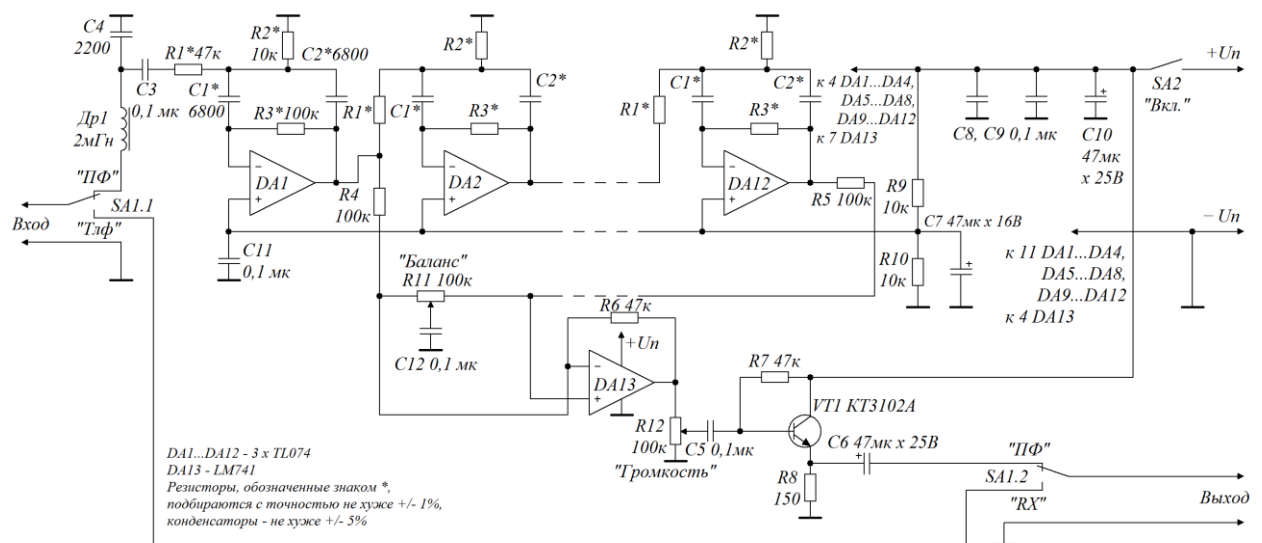 C4
2200
R1*47к
C3
0,1 мк
Др1
2мГн
"ПФ"
SA1.1
Вход
"Тлф"
R2*
10к
C2*6800
C1*
6800
R3*100к
DA1
C11
0,1 мк
R1*
R4
100к
R2*
C1*
C2*
R3*
DA2
R1*
R2*
C1*
C2*
R3*
DA12
R5 100к
к 4 DA1...DA4,
DA5...DA8,
DA9...DA12
к 7 DA13
C8, C9 0,1 мк
C10
47мк
х 25В
+Uп
SA2
"Вкл."
R9
10к
C7 47мк х 16В
R10
10к
− Uп
к 11 DA1...DA4,
DA5...DA8,
DA9...DA12
к 4 DA13
"Баланс"
R11 100к
C12 0,1 мк
R6 47к
+Uп
DA13
R12
100к
"Громкость"
C5 0,1мк
R7 47к
VT1 КТ3102А
C6 47мк х 25В
R8
150
"ПФ"
SA1.2
"RX"
Выход
DA1...DA12 - 3 х TL074
DA13 - LM741
Резисторы, обозначенные знаком *,
подбираются с точностью не хуже +/- 1%,
конденсаторы - не хуже +/- 5%